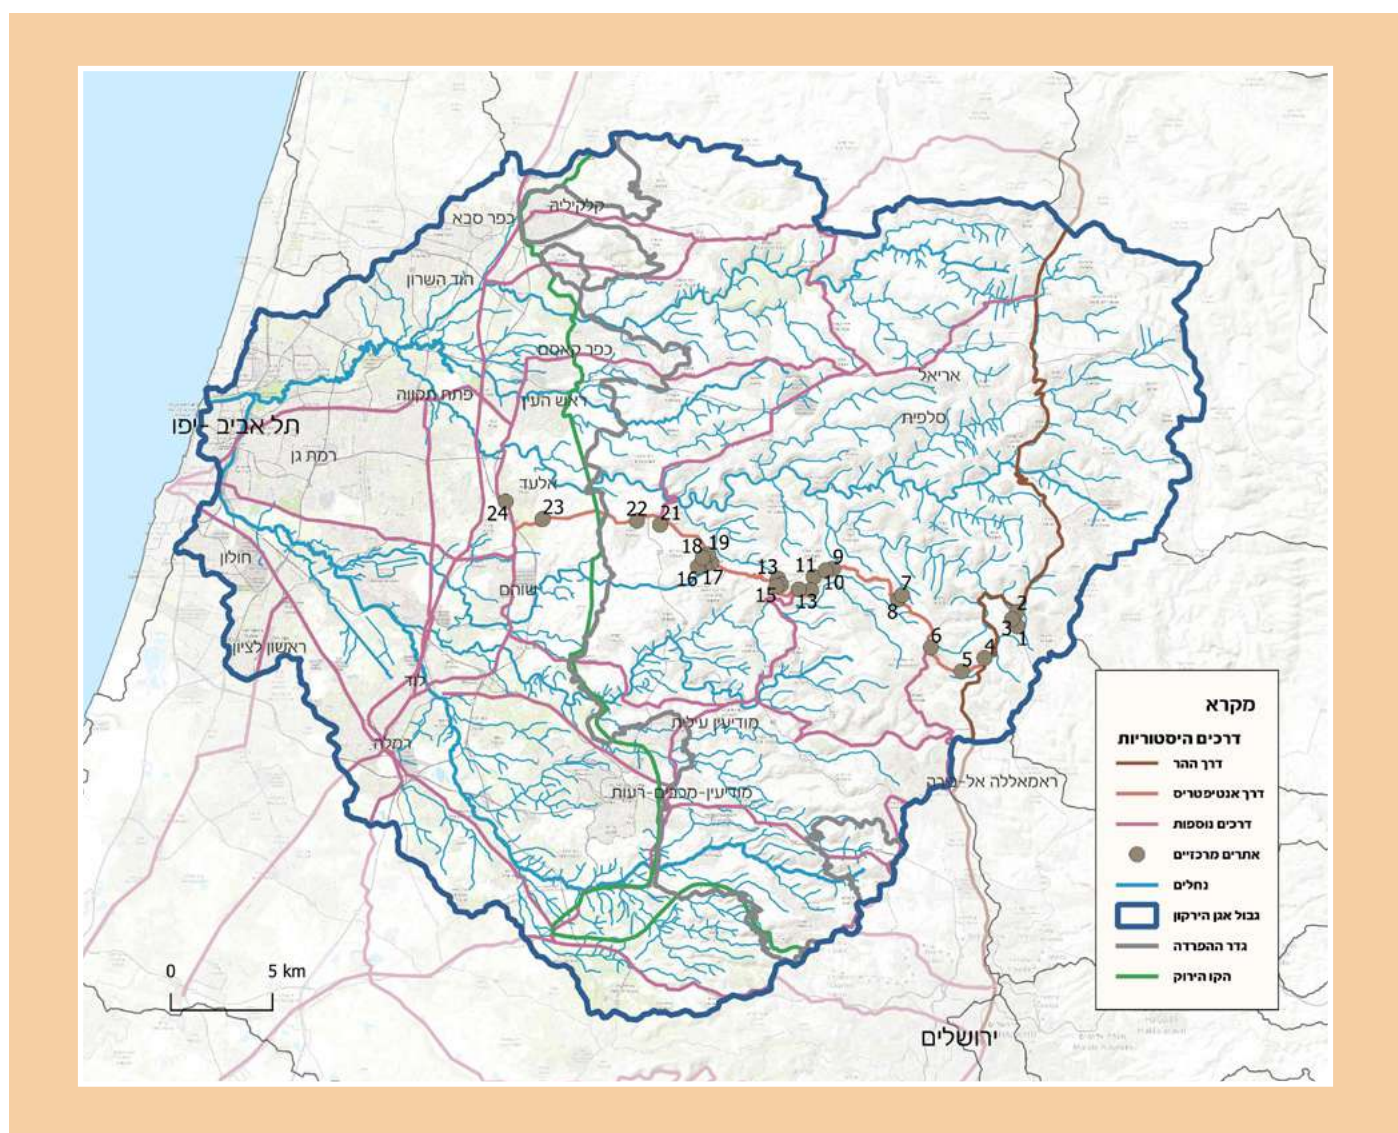 קלקיליה
כפר סבא
הוד השרון
כפר קאסם
אריאל
פתח תקווה
ראש העין
סלפית
תל אביב -יפו
רמת גן
אלעד
24
23
22
21
18
19
16
17
13
15
11
9
10
13
7
8
2
3
1
6
5
4
חולון
שוהם
ראשון לציון
לוד
רמלה
מודיעין עילית
מודיעין-מכבים-רעות
ראמאללה אל-בירה
ירושלים
0 5 km
מקרא
דרכים היסטוריות
דרך ההר
דרך אנטיפטריס
דרכים נוספות
אתרים מרכזיים
נחלים
גבול אגן הירקון
גדר ההפרדה
הקו הירוק